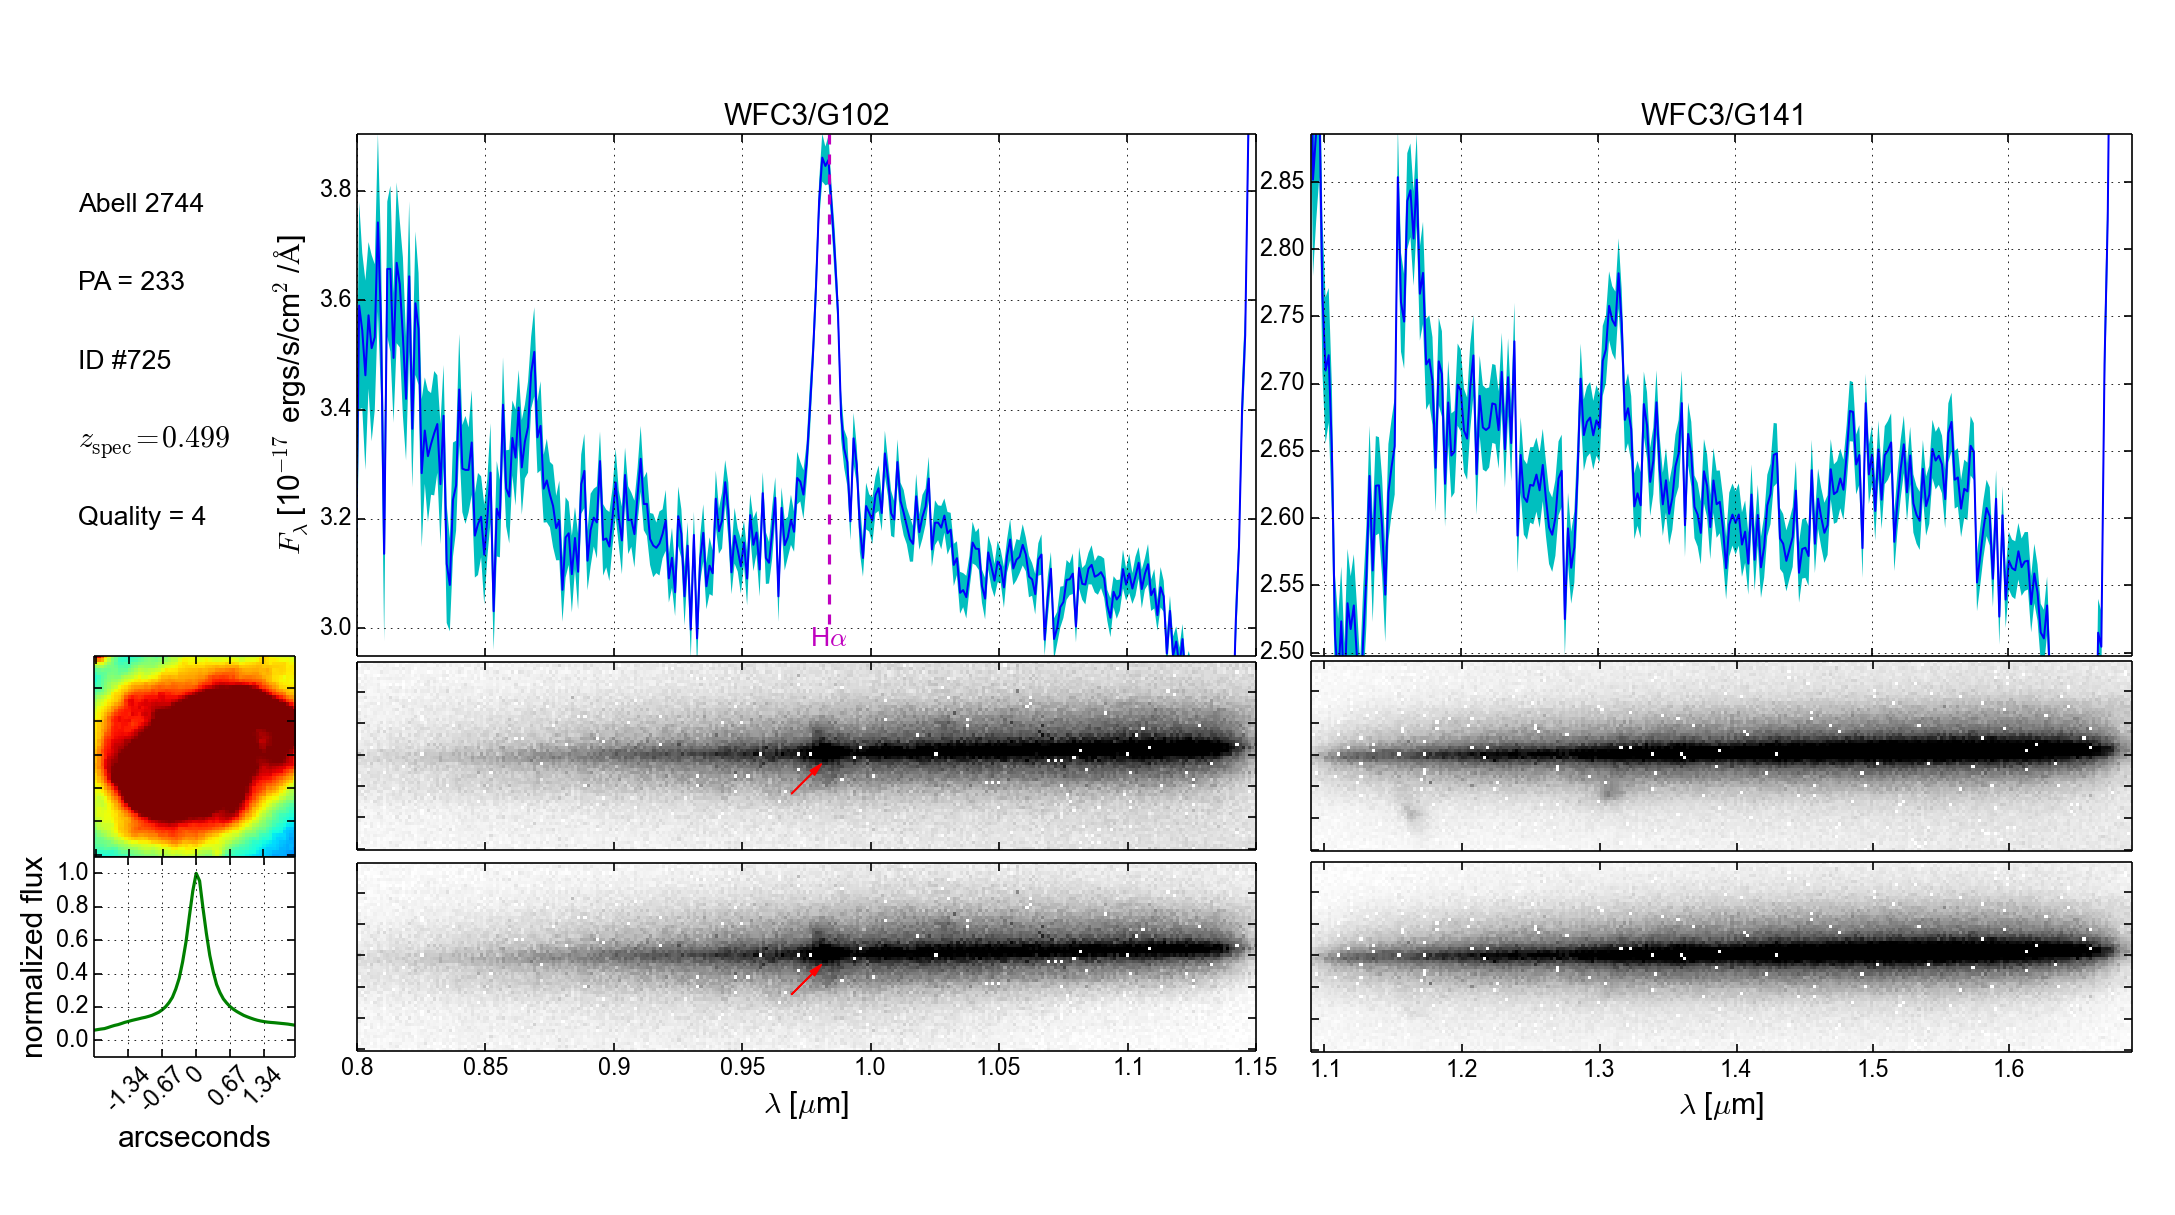 WFC3/G102
WFC3/G141
Abell 2744
PA = 233
ID #725
z_spec = 0.499
Quality = 4
F_λ [10^−17 ergs/s/cm² /Å]
3.8
3.6
3.4
3.2
3.0
Hα
2.85
2.80
2.75
2.70
2.65
2.60
2.55
2.50
normalized flux
1.0
0.8
0.6
0.4
0.2
0.0
-1.34 -0.67 0 0.67 1.34
arcseconds
0.8 0.85 0.9 0.95 1.0 1.05 1.1 1.15
λ [μm]
1.1 1.2 1.3 1.4 1.5 1.6
λ [μm]